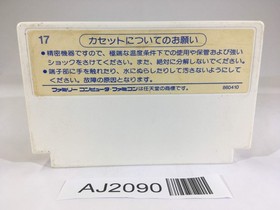 17
カセットについてのお願い
●精密機器ですので、極端な温度条件下での使用や保管および強い
ショックをさけてください。また、絶対に分解しないでください。
●端子部に手を触れたり、水にぬらしたりして汚さないようにして
ください。故障の原因となります。
ファミリーコンピュータ・ファミコンは任天堂の商標です。
860410
AJ2090